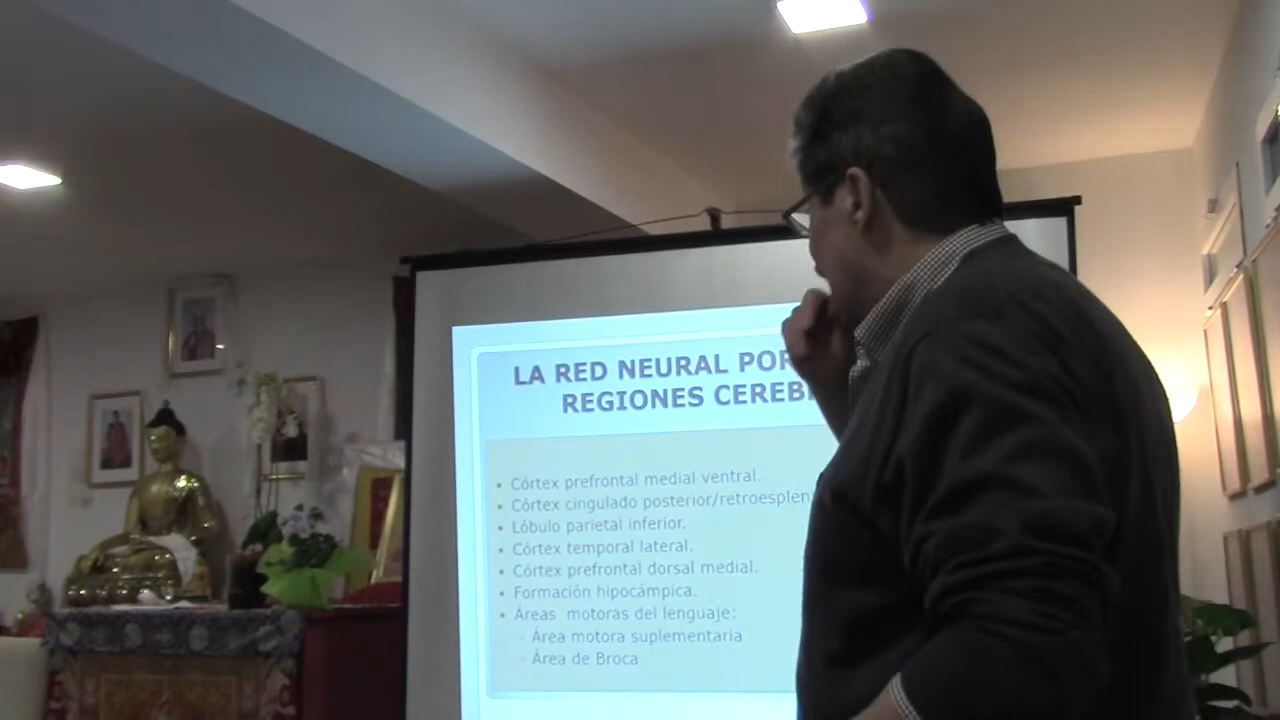 LA RED NEURAL POR
REGIONES CEREB
• Córtex prefrontal medial ventral.
• Córtex cingulado posterior/retroesplen
• Lóbulo parietal inferior.
• Córtex temporal lateral.
• Córtex prefrontal dorsal medial.
• Formación hipocámpica.
• Áreas motoras del lenguaje:
◦ Área motora suplementaria
◦ Área de Broca